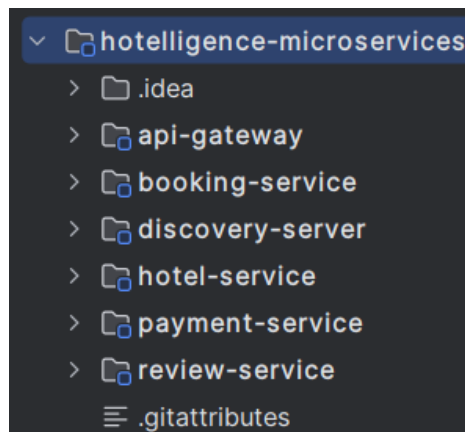 hotelligence-microservices
.idea
api-gateway
booking-service
discovery-server
hotel-service
payment-service
review-service
.gitattributes